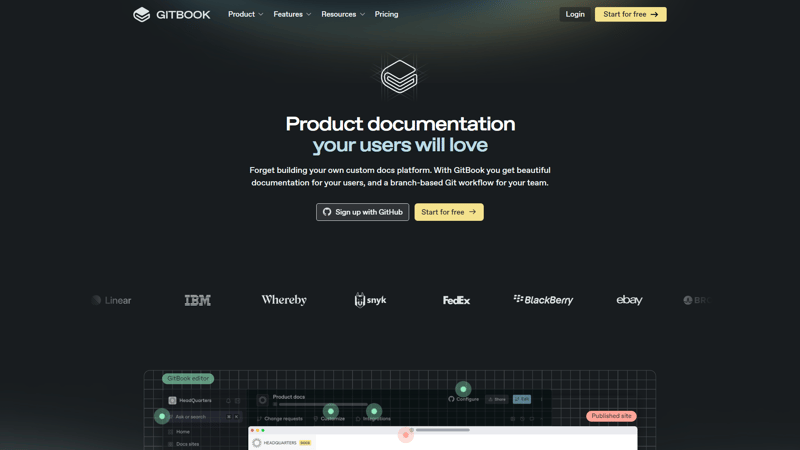 GITBOOK
Product
Features
Resources
Pricing
Login
Start for free
Product documentation
your users will love
Forget building your own custom docs platform. With GitBook you get beautiful
documentation for your users, and a branch-based Git workflow for your team.
Sign up with GitHub
Start for free
Linear
IBM
Whereby
snyk
FedEx
BlackBerry
ebay
GitBook editor
HeadQuarters
Product docs
Configure
Share
Edit
Ask or search
Change requests
Customize
Integrations
Published site
Home
Docs sites
HEADQUARTERS
DOCS